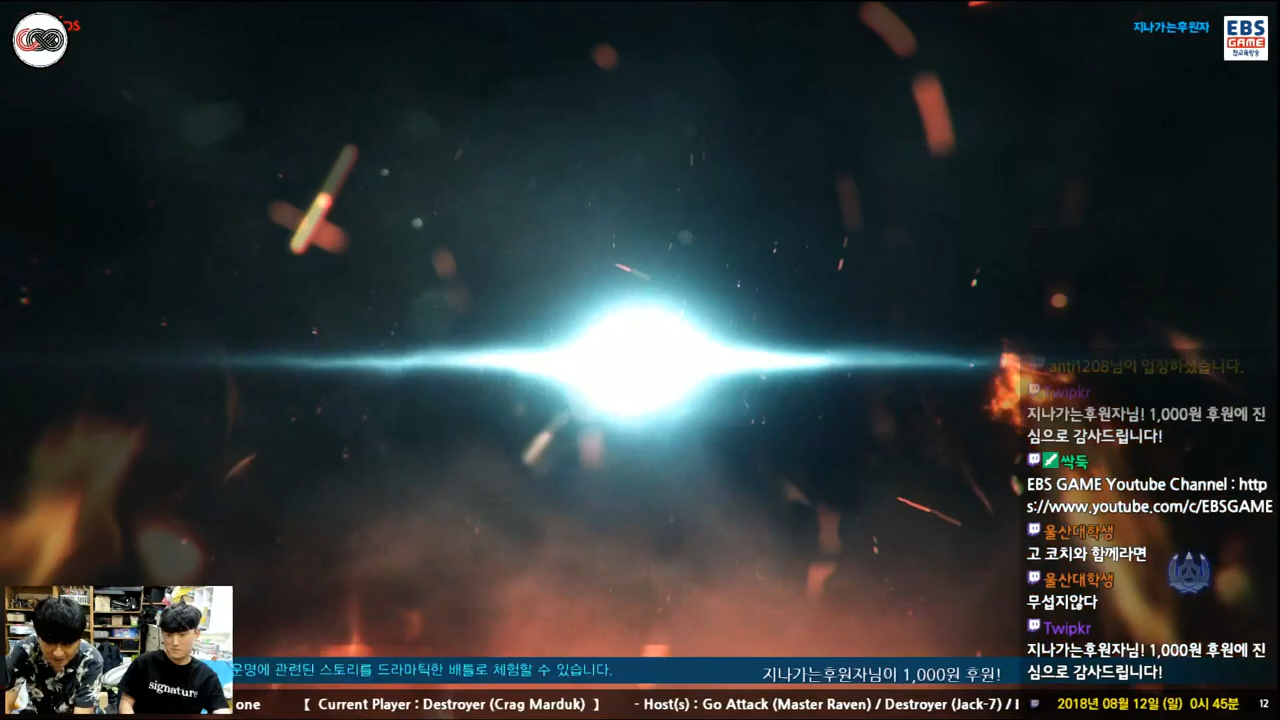 지나가는후원자
EBS
GAME
anti1208님이 입장하셨습니다.
Twipkr
지나가는후원자님! 1,000원 후원에 진
심으로 감사드립니다!
싹둑
EBS GAME Youtube Channel : http
s://www.youtube.com/c/EBSGAME
울산대학생
고 코치와 함께라면
울산대학생
무섭지않다
Twipkr
지나가는후원자님! 1,000원 후원에 진
심으로 감사드립니다!
signature
운명에 관련된 스토리를 드라마틱한 배틀로 체험할 수 있습니다.
지나가는후원자님이 1,000원 후원!
one 【 Current Player : Destroyer (Crag Marduk) 】 - Host(s) : Go Attack (Master Raven) / Destroyer (Jack-7) /
2018년 08월 12일 (일) 0시 45분 12